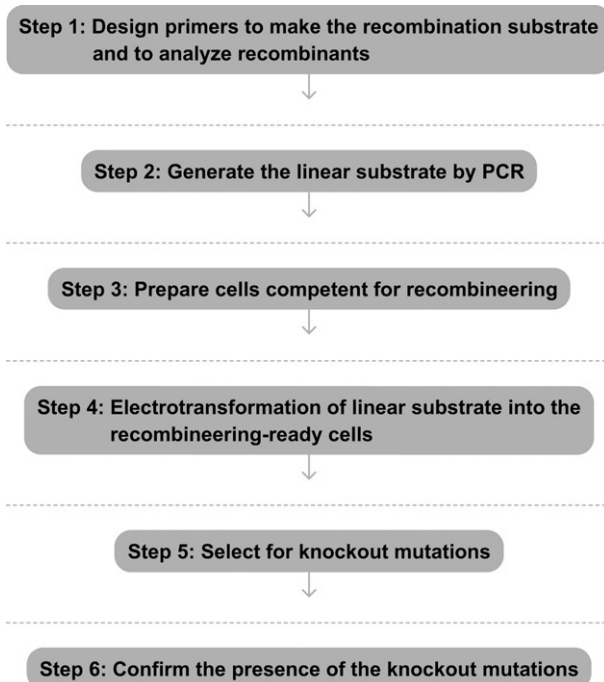 Step 1: Design primers to make the recombination substrate
and to analyze recombinants
Step 2: Generate the linear substrate by PCR
Step 3: Prepare cells competent for recombineering
Step 4: Electrotransformation of linear substrate into the
recombineering-ready cells
Step 5: Select for knockout mutations
Step 6: Confirm the presence of the knockout mutations